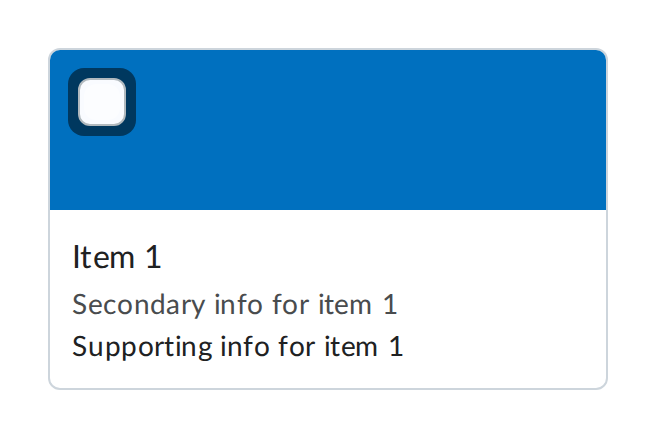 Item 1
Secondary info for item 1
Supporting info for item 1